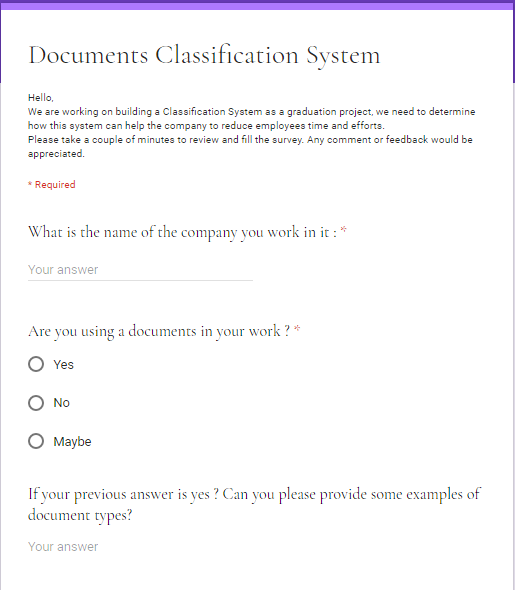 Documents Classification System
Hello,
We are working on building a Classification System as a graduation project, we need to determine
how this system can help the company to reduce employees time and efforts.
Please take a couple of minutes to review and fill the survey. Any comment or feedback would be
appreciated.
* Required
What is the name of the company you work in it : *
Your answer
Are you using a documents in your work ? *
Yes
No
Maybe
If your previous answer is yes ? Can you please provide some examples of
document types?
Your answer